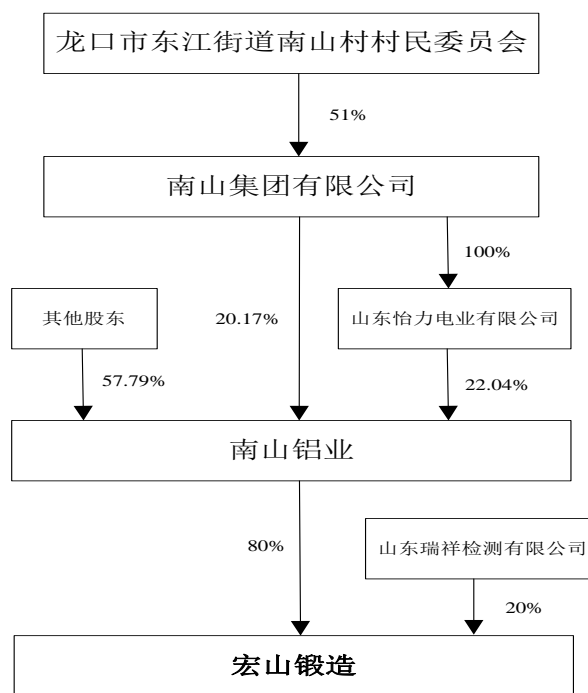 龙口市东江街道南山村村民委员会
51%
南山集团有限公司
100%
其他股东
20.17%
山东怡力电业有限公司
57.79%
22.04%
南山铝业
80%
山东瑞祥检测有限公司
20%
宏山锻造